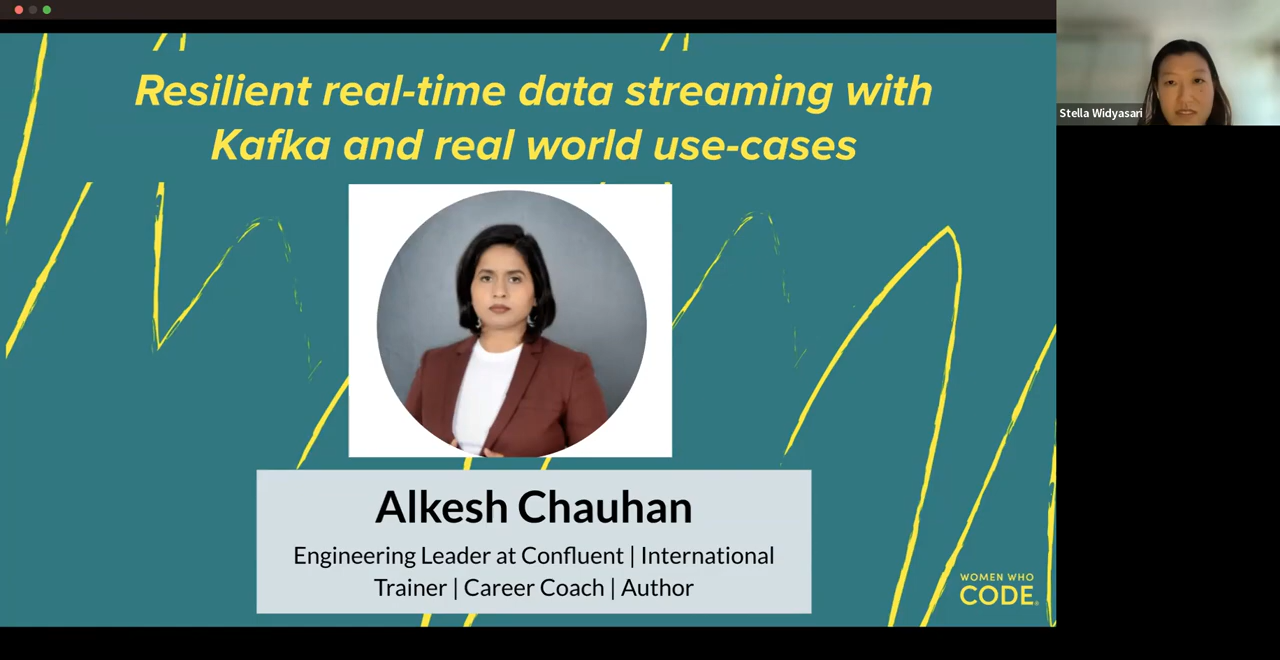 Resilient real-time data streaming with
Kafka and real world use-cases
Stella Widyasari
Alkesh Chauhan
Engineering Leader at Confluent | International
Trainer | Career Coach | Author
WOMEN WHO
CODE®